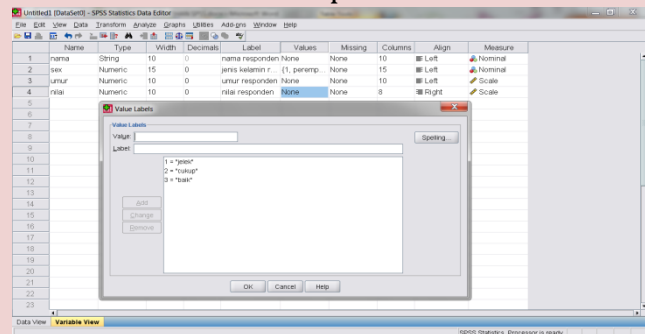 Untitled1 [DataSet0] - SPSS Statistics Data Editor
File Edit View Data Transform Analyze Graphs Utilities Add-ons Window Help
Name Type Width Decimals Label Values Missing Columns Align Measure
1 nama String 10 0 nama responden None None 10 Left Nominal
2 sex Numeric 15 0 jenis kelamin r... {1, peremp... None 15 Left Nominal
3 umur Numeric 10 0 umur responden None None 10 Left Scale
4 nilai Numeric 10 0 nilai responden None None 8 Right Scale
5
6
7
8
9
10
11
12
13
14
15
16
17
18
19
20
21
22
23
Value Labels
Value Labels
Value:
Spelling...
Label:
1 = "jelek"
2 = "cukup"
3 = "baik"
Add
Change
Remove
OK Cancel Help
Data View Variable View
SPSS Statistics Processor is ready